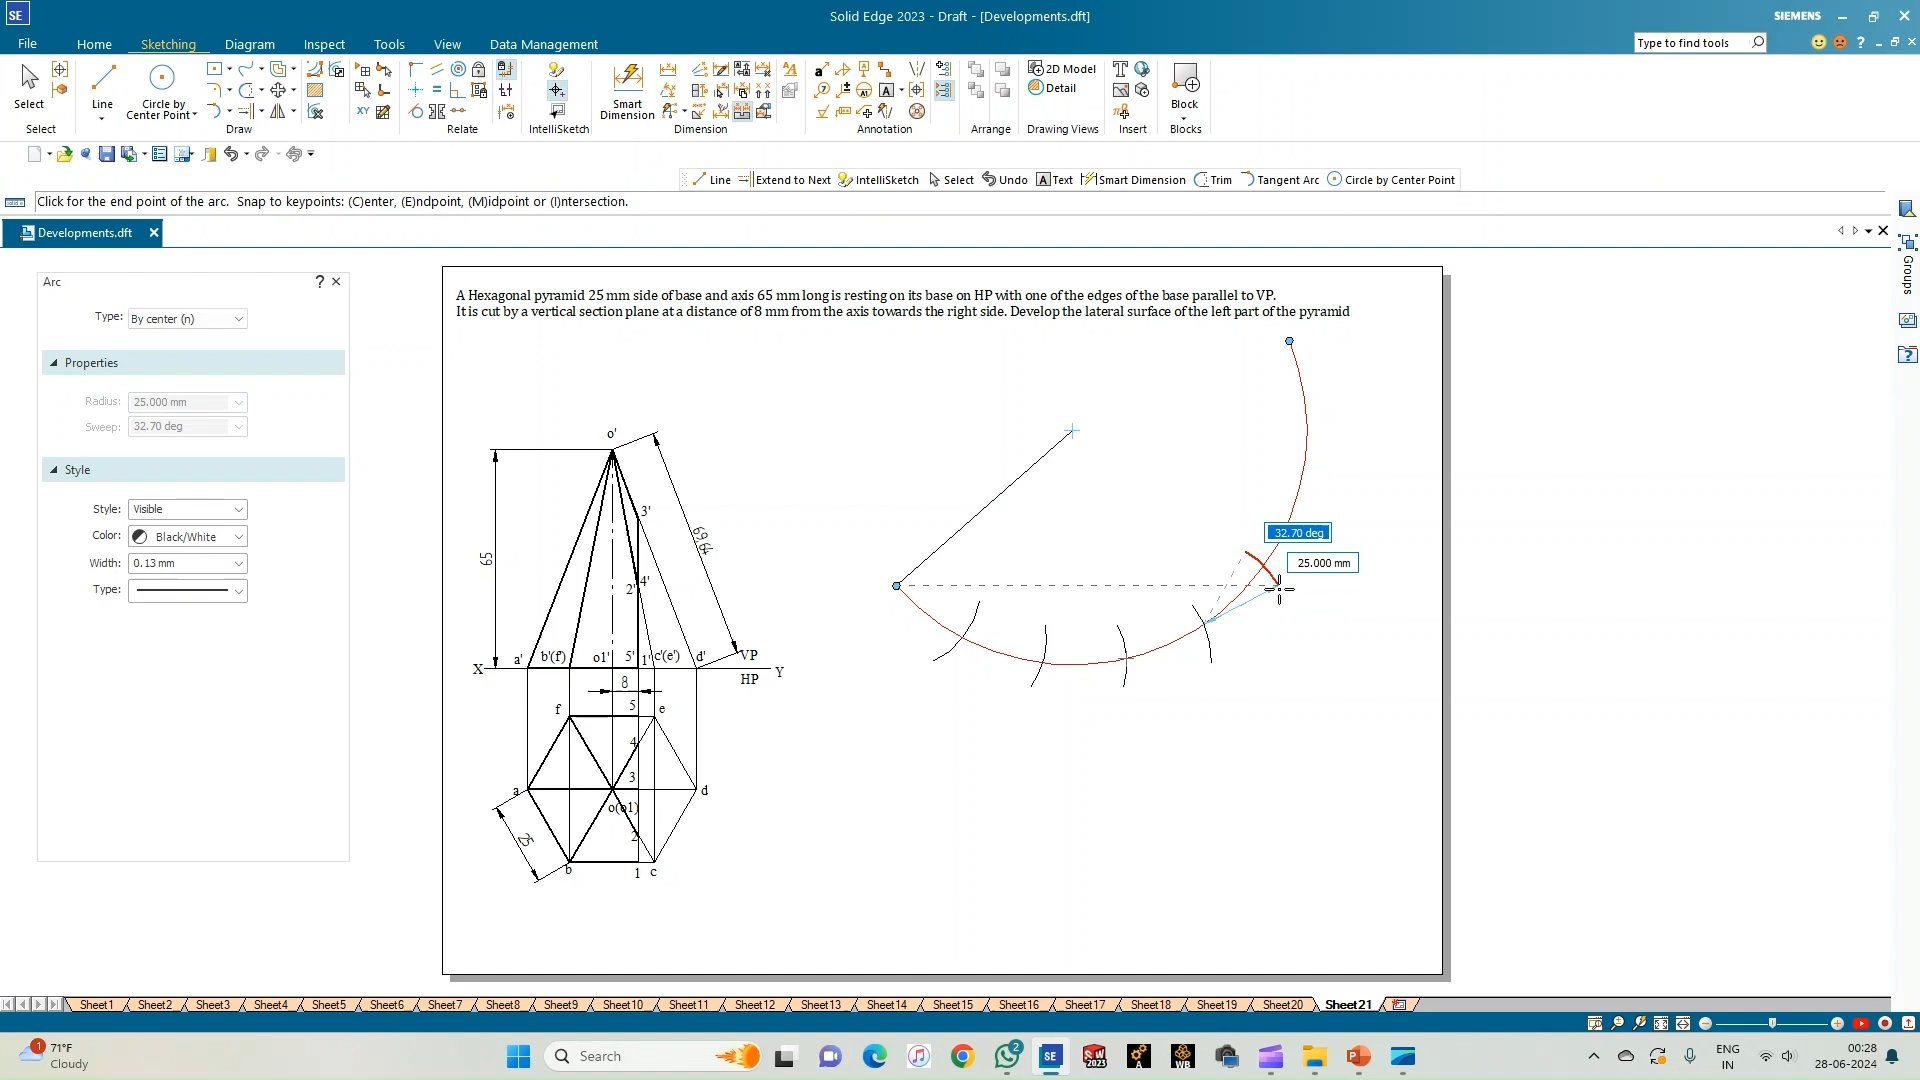 SE
Solid Edge 2023 - Draft - [Developments.dft]
SIEMENS
File
Home
Sketching
Diagram
Inspect
Tools
View
Data Management
Type to find tools
Select
Line
Circle by
Center Point
Smart
Dimension
2D Model
Detail
Block
XY
Select
Draw
Relate
IntelliSketch
Dimension
Annotation
Arrange
Drawing Views
Insert
Blocks
Line
Extend to Next
IntelliSketch
Select
Undo
Text
Smart Dimension
Trim
Tangent Arc
Circle by Center Point
Click for the end point of the arc. Snap to keypoints: (C)enter, (E)ndpoint, (M)idpoint or (I)ntersection.
Developments.dft
Groups
Arc
Type:
By center (n)
Properties
Radius:
25.000 mm
Sweep:
32.70 deg
Style
Style:
Visible
Color:
Black/White
Width:
0.13 mm
Type:
A Hexagonal pyramid 25 mm side of base and axis 65 mm long is resting on its base on HP with one of the edges of the base parallel to VP.
It is cut by a vertical section plane at a distance of 8 mm from the axis towards the right side. Develop the lateral surface of the left part of the pyramid
o'
3'
69,64
65
2'
4'
a'
b'(f')
o1'
5'
1'
c'(e')
d'
VP
X
HP
Y
8
f
5
e
4
3
a
d
o(o1)
2
25
b
1
c
32.70 deg
25.000 mm
Sheet1
Sheet2
Sheet3
Sheet4
Sheet5
Sheet6
Sheet7
Sheet8
Sheet9
Sheet10
Sheet11
Sheet12
Sheet13
Sheet14
Sheet15
Sheet16
Sheet17
Sheet18
Sheet19
Sheet20
Sheet21
1
71°F
Cloudy
Search
2
SE
2023
A
WB
ENG
IN
00:28
28-06-2024